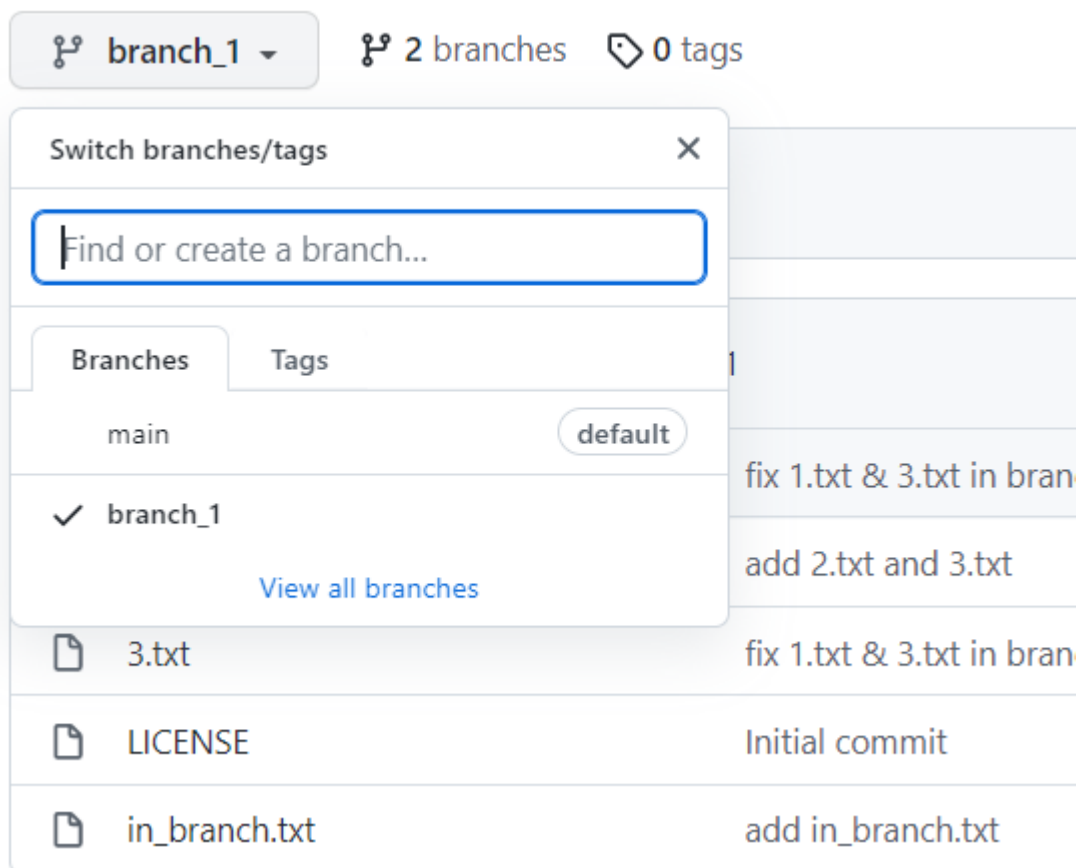 branch_1 2 branches 0 tags
Switch branches/tags
Find or create a branch...
Branches Tags
main default
branch_1
fix 1.txt & 3.txt in
add 2.txt and 3.txt
View all branches
3.txt fix 1.txt & 3.txt in
LICENSE Initial commit
in_branch.txt add in_branch.txt